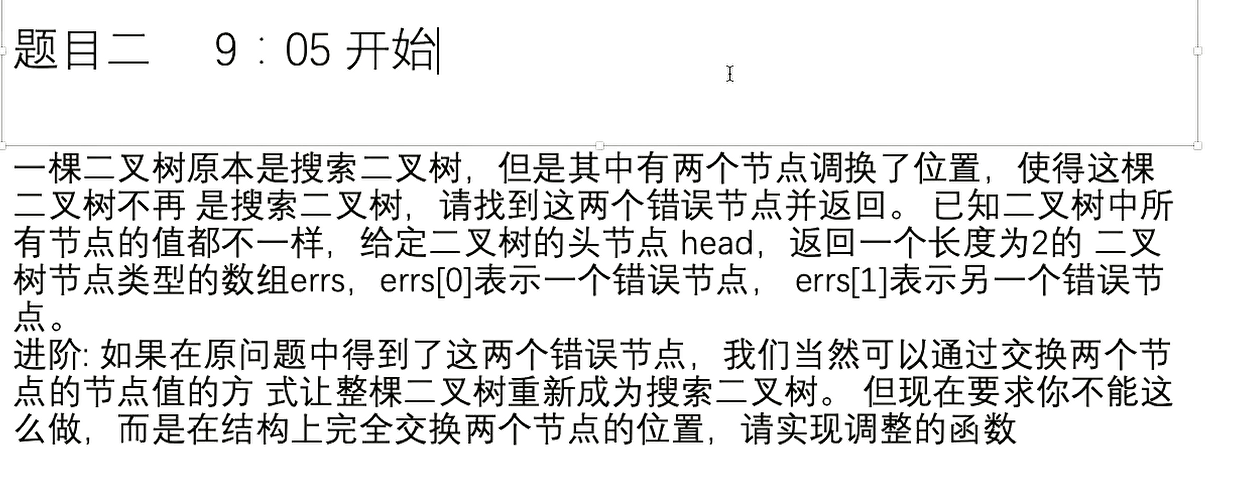 题目二 9：05 开始
一棵二叉树原本是搜索二叉树，但是其中有两个节点调换了位置，使得这棵
二叉树不再 是搜索二叉树，请找到这两个错误节点并返回。 已知二叉树中所
有节点的值都不一样，给定二叉树的头节点 head，返回一个长度为2的 二叉
树节点类型的数组errs，errs[0]表示一个错误节点， errs[1]表示另一个错误节
点。
进阶: 如果在原问题中得到了这两个错误节点，我们当然可以通过交换两个节
点的节点值的方 式让整棵二叉树重新成为搜索二叉树。 但现在要求你不能这
么做，而是在结构上完全交换两个节点的位置，请实现调整的函数